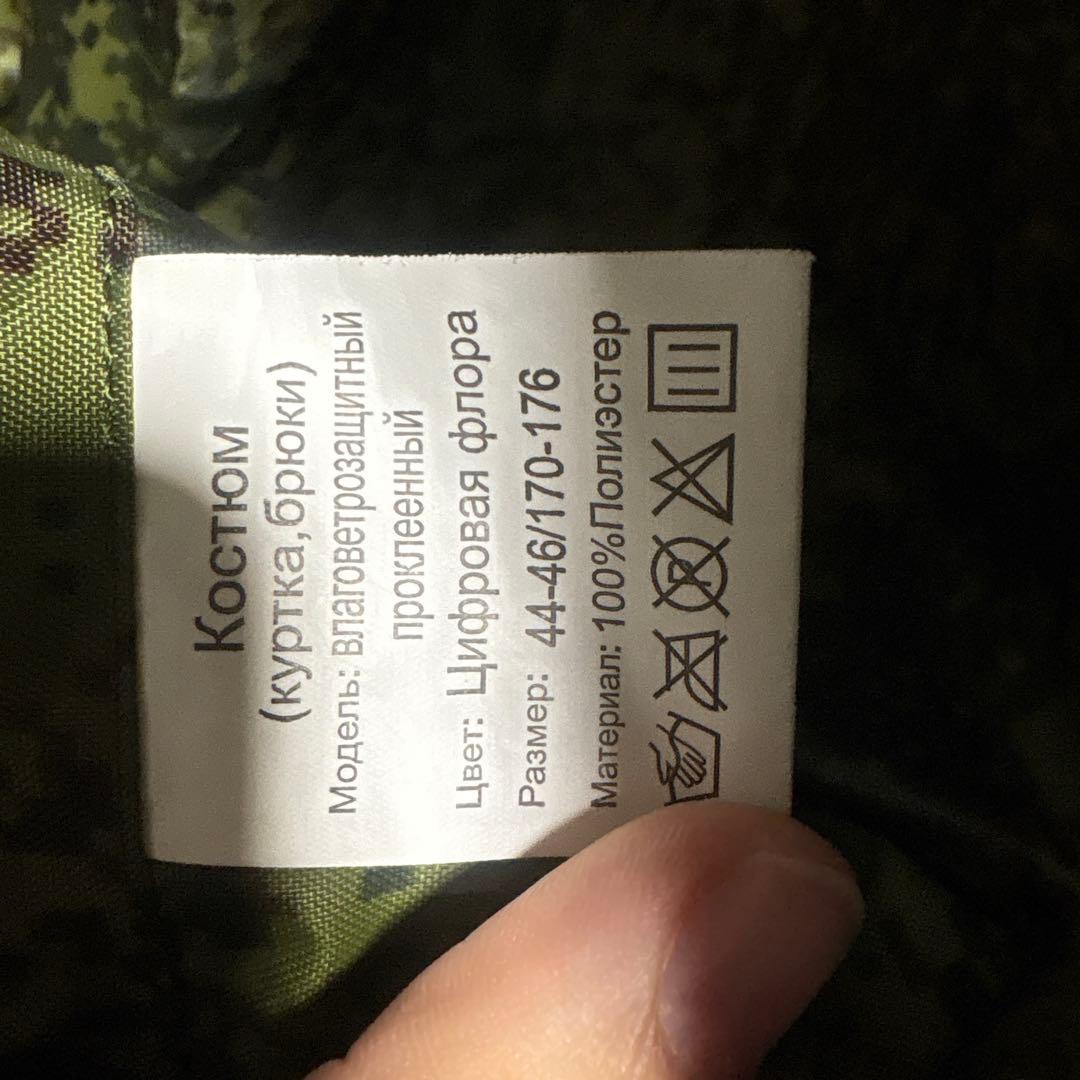 Костюм
(куртка,брюки)
Модель: влаговетрозащитный
проклеенный
Цвет: Цифровая флора
Размер: 44-46/170-176
Материал: 100%Полиэстер
P